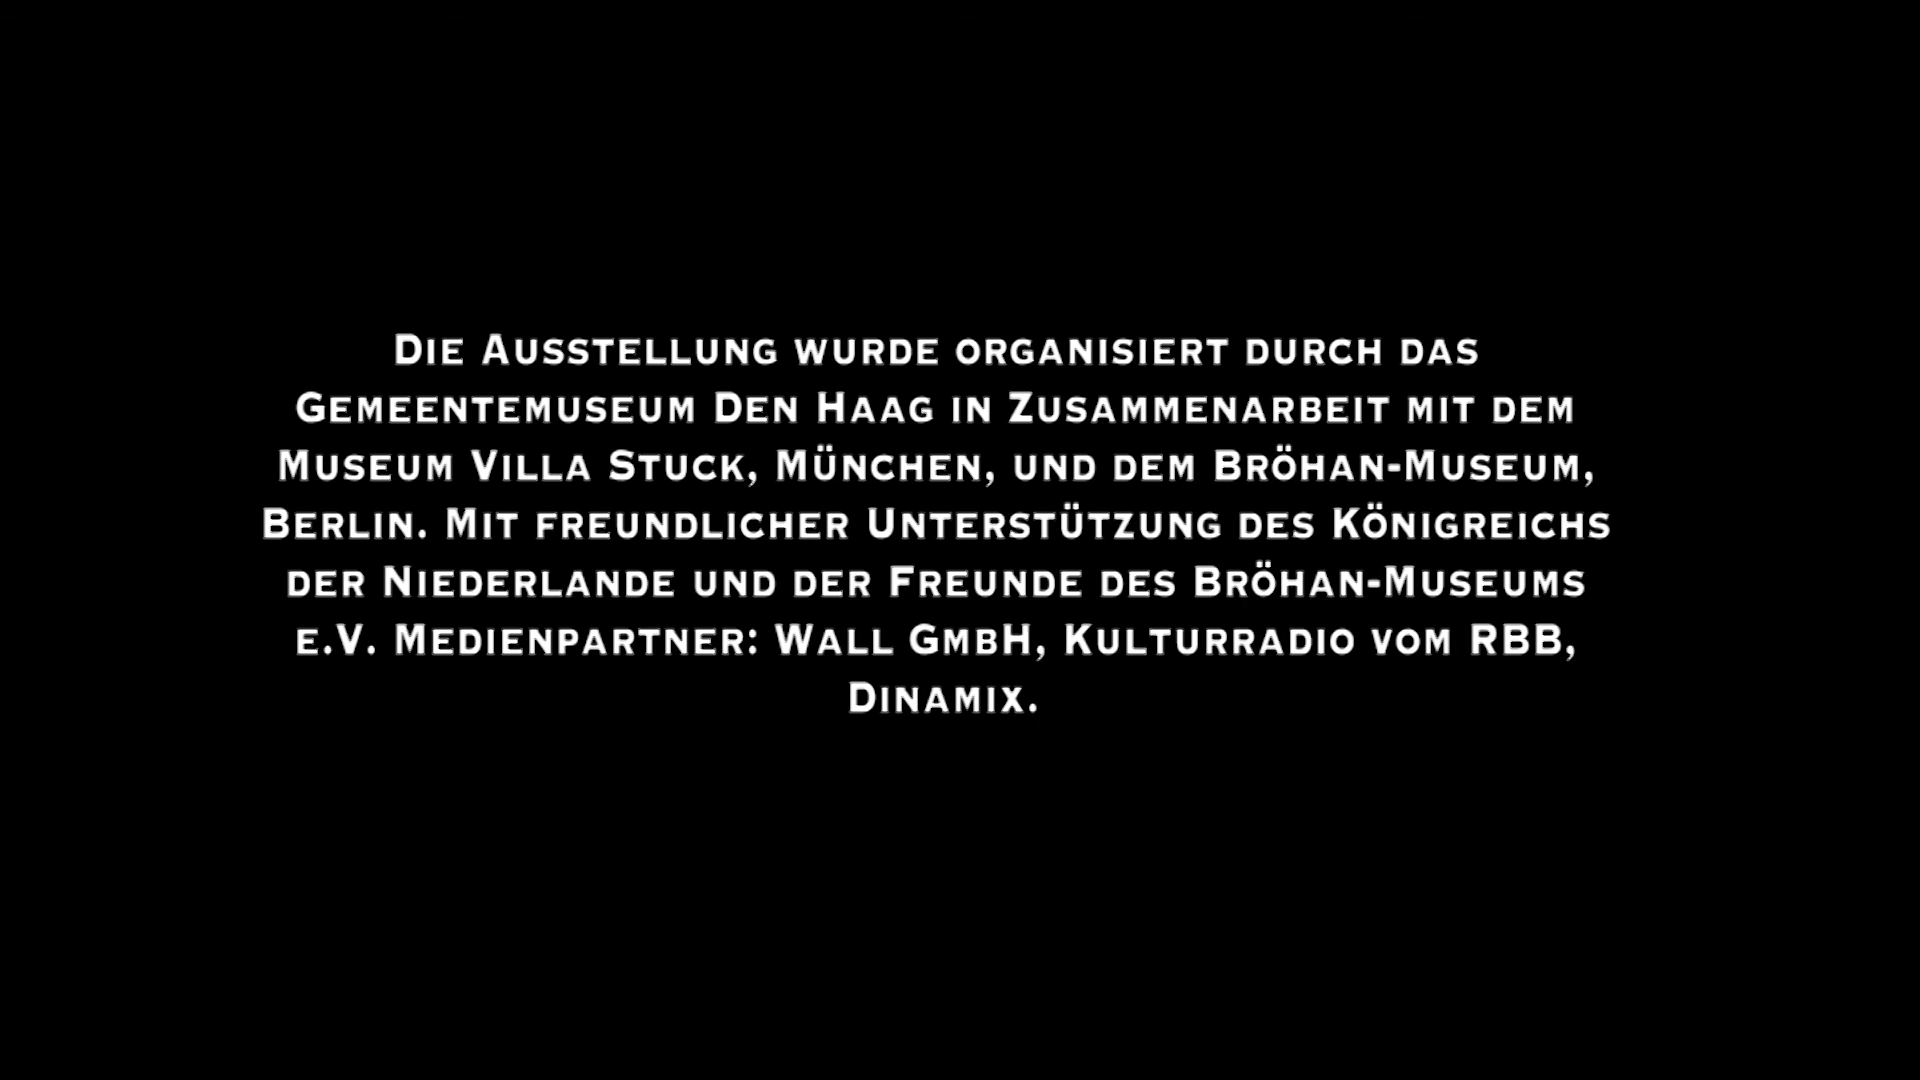 Die Ausstellung wurde organisiert durch das
Gemeentemuseum Den Haag in Zusammenarbeit mit dem
Museum Villa Stuck, München, und dem Bröhan-Museum,
Berlin. Mit freundlicher Unterstützung des Königreichs
der Niederlande und der Freunde des Bröhan-Museums
e.V. Medienpartner: Wall GmbH, Kulturradio vom RBB,
Dinamix.